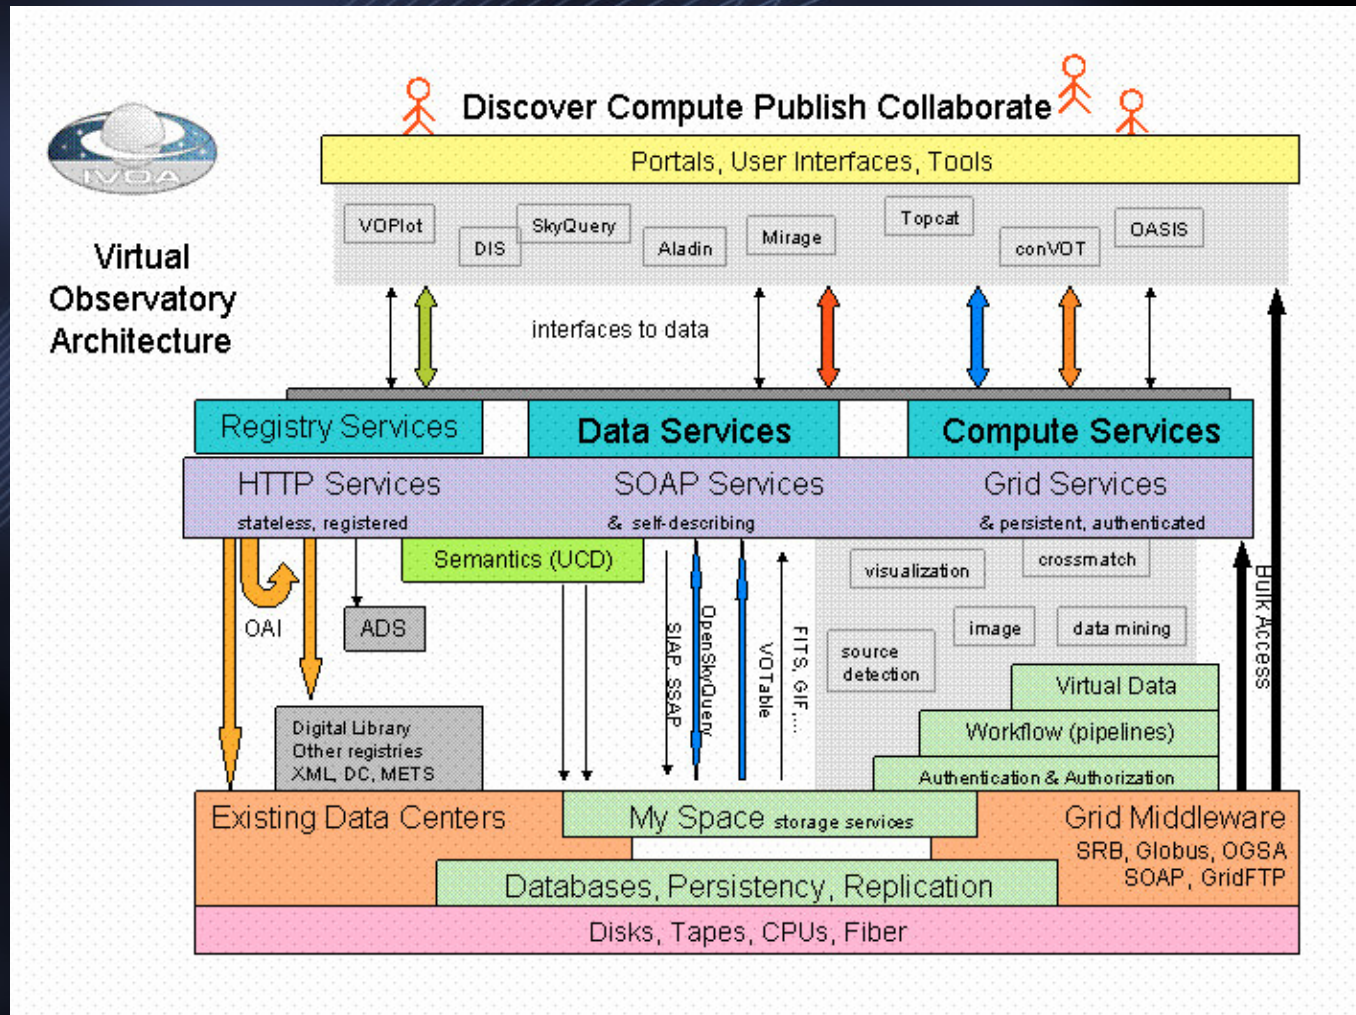 Discover Compute Publish Collaborate
IVOA
Portals, User Interfaces, Tools
VOPlot
DIS
SkyQuery
Aladin
Mirage
Topcat
conVOT
OASIS
Virtual
Observatory
Architecture
interfaces to data
Registry Services
Data Services
Compute Services
HTTP Services
SOAP Services
Grid Services
stateless, registered
& self-describing
& persistent, authenticated
Semantics (UCD)
visualization
crossmatch
OAI
ADS
image
data mining
source
detection
SIAP, SSAP
OpenSkyQuery
VOTable
FITS, GIF,...
Bulk Access
Virtual Data
Workflow (pipelines)
Authentication & Authorization
Digital Library
Other registries
XML, DC, METS
Existing Data Centers
My Space storage services
Grid Middleware
SRB, Globus, OGSA
SOAP, GridFTP
Databases, Persistency, Replication
Disks, Tapes, CPUs, Fiber